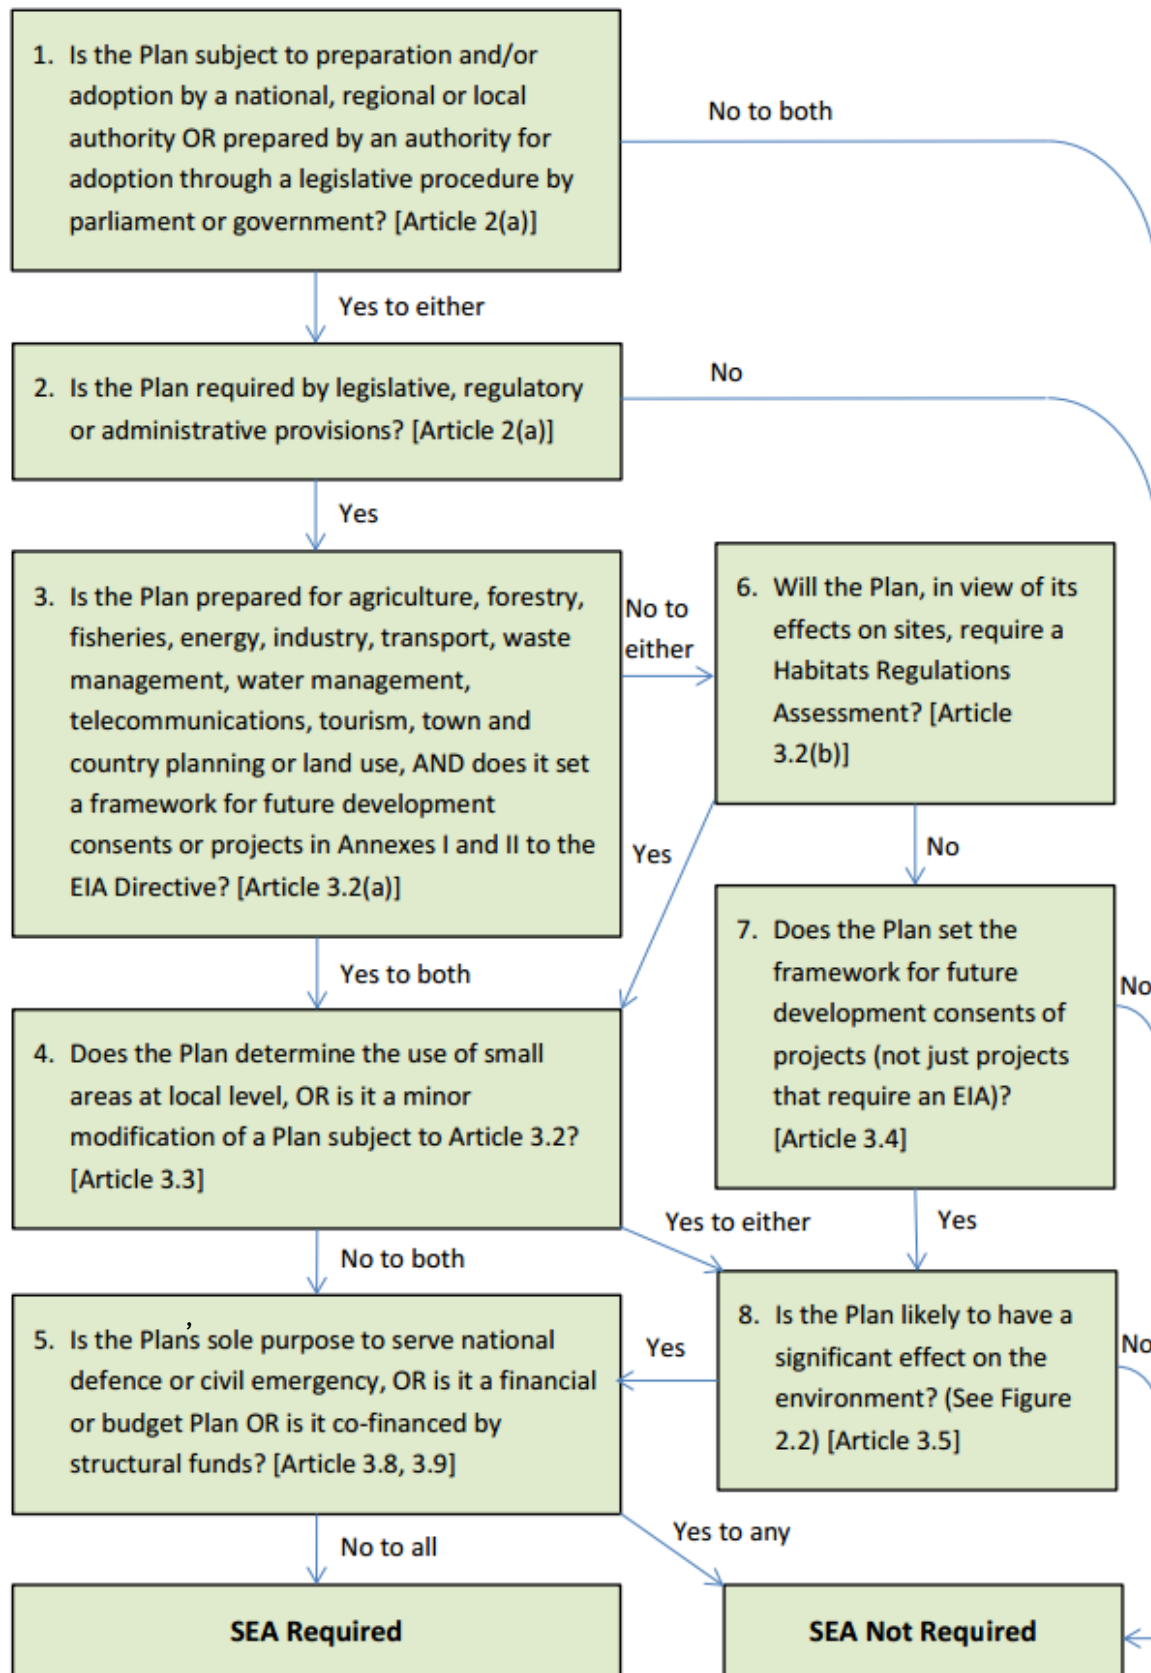 1. Is the Plan subject to preparation and/or
adoption by a national, regional or local
authority OR prepared by an authority for
adoption through a legislative procedure by
parliament or government? [Article 2(a)]
No to both
Yes to either
2. Is the Plan required by legislative, regulatory
or administrative provisions? [Article 2(a)]
No
Yes
3. Is the Plan prepared for agriculture, forestry,
fisheries, energy, industry, transport, waste
management, water management,
telecommunications, tourism, town and
country planning or land use, AND does it set
a framework for future development
consents or projects in Annexes I and II to the
EIA Directive? [Article 3.2(a)]
No to
either
6. Will the Plan, in view of its
effects on sites, require a
Habitats Regulations
Assessment? [Article
3.2(b)]
Yes
No
Yes to both
7. Does the Plan set the
framework for future
development consents of
projects (not just projects
that require an EIA)?
[Article 3.4]
No
4. Does the Plan determine the use of small
areas at local level, OR is it a minor
modification of a Plan subject to Article 3.2?
[Article 3.3]
Yes to either
Yes
No to both
5. Is the Plan's sole purpose to serve national
defence or civil emergency, OR is it a financial
or budget Plan OR is it co-financed by
structural funds? [Article 3.8, 3.9]
Yes
8. Is the Plan likely to have a
significant effect on the
environment? (See Figure
2.2) [Article 3.5]
No
No to all
Yes to any
SEA Required
SEA Not Required